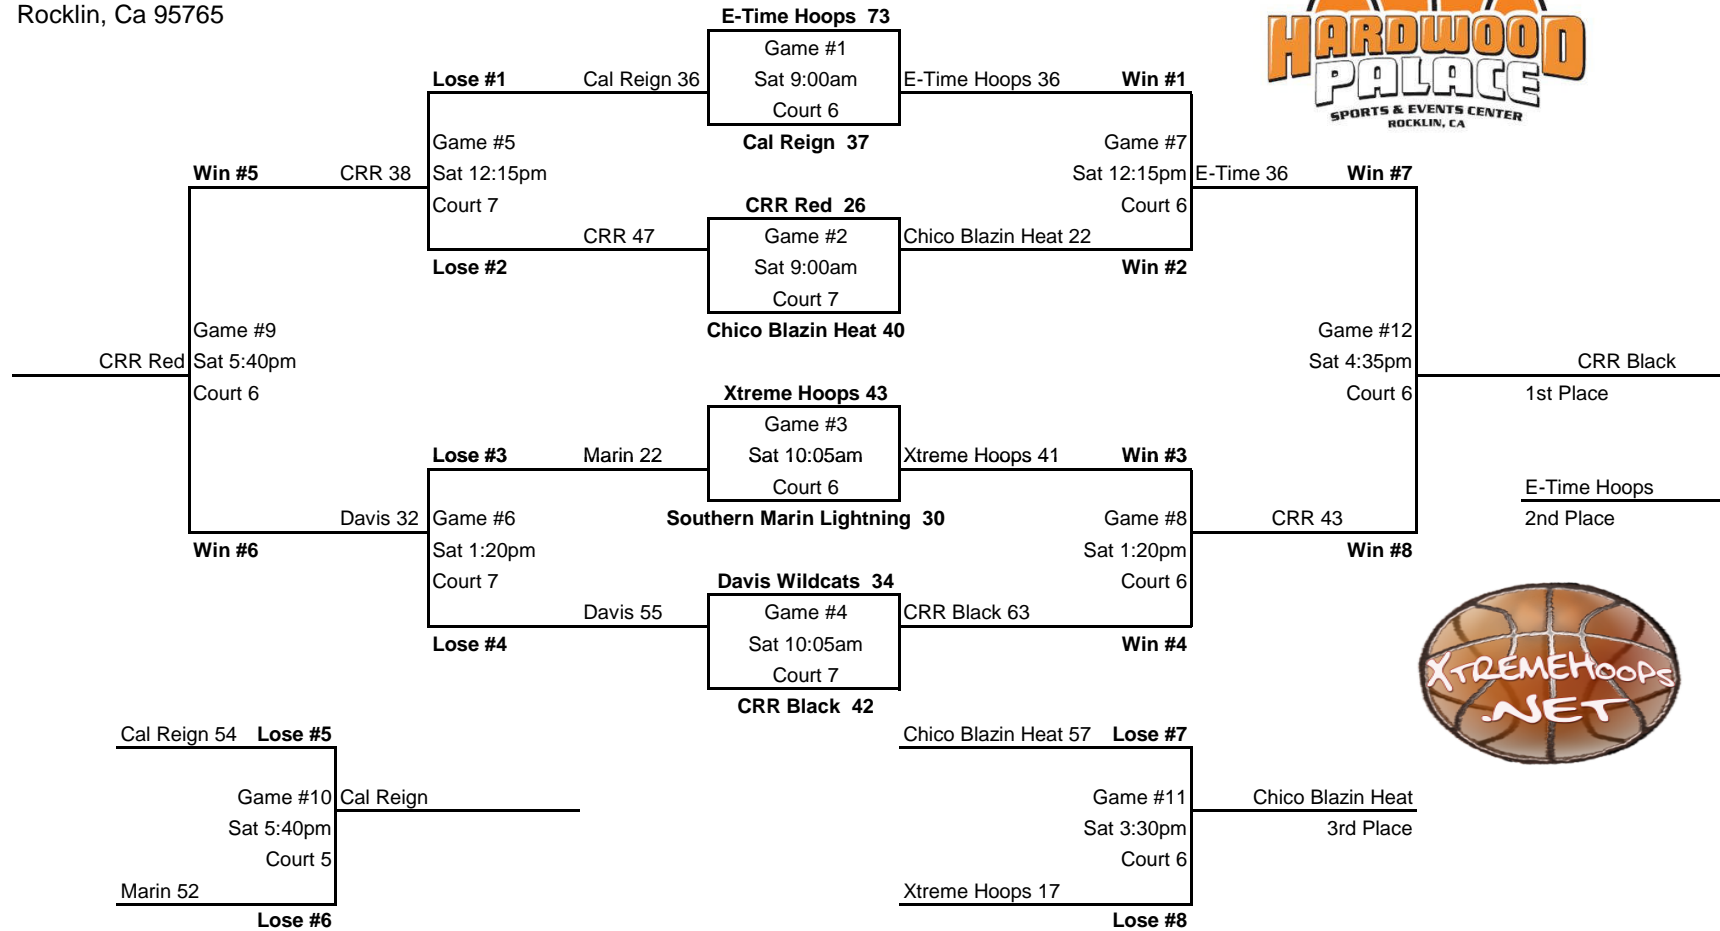 Rocklin, Ca 95765
E-Time Hoops 73
HARDWOOD
PALACE
SPORTS & EVENTS CENTER
ROCKLIN, CA
Game #1
Lose #1 Cal Reign 36 Sat 9:00am E-Time Hoops 36 Win #1
Court 6
Game #5 Cal Reign 37 Game #7
Win #5 CRR 38 Sat 12:15pm Sat 12:15pm E-Time 36 Win #7
Court 7 CRR Red 26 Court 6
CRR 47 Game #2 Chico Blazin Heat 22
Lose #2 Sat 9:00am Win #2
Court 7
Game #9 Chico Blazin Heat 40 Game #12
CRR Red Sat 5:40pm Sat 4:35pm CRR Black
Court 6 Xtreme Hoops 43 Court 6 1st Place
Game #3
Lose #3 Marin 22 Sat 10:05am Xtreme Hoops 41 Win #3
Court 6 E-Time Hoops
Davis 32 Game #6 Southern Marin Lightning 30 Game #8 CRR 43 2nd Place
Win #6 Sat 1:20pm Sat 1:20pm Win #8
Court 7 Davis Wildcats 34 Court 6
Davis 55 Game #4 CRR Black 63
Lose #4 Sat 10:05am Win #4
Court 7
XTREMEHOOPS
.NET
CRR Black 42
Cal Reign 54 Lose #5 Chico Blazin Heat 57 Lose #7
Game #10 Cal Reign Game #11 Chico Blazin Heat
Sat 5:40pm Sat 3:30pm 3rd Place
Court 5 Court 6
Marin 52 Xtreme Hoops 17
Lose #6 Lose #8